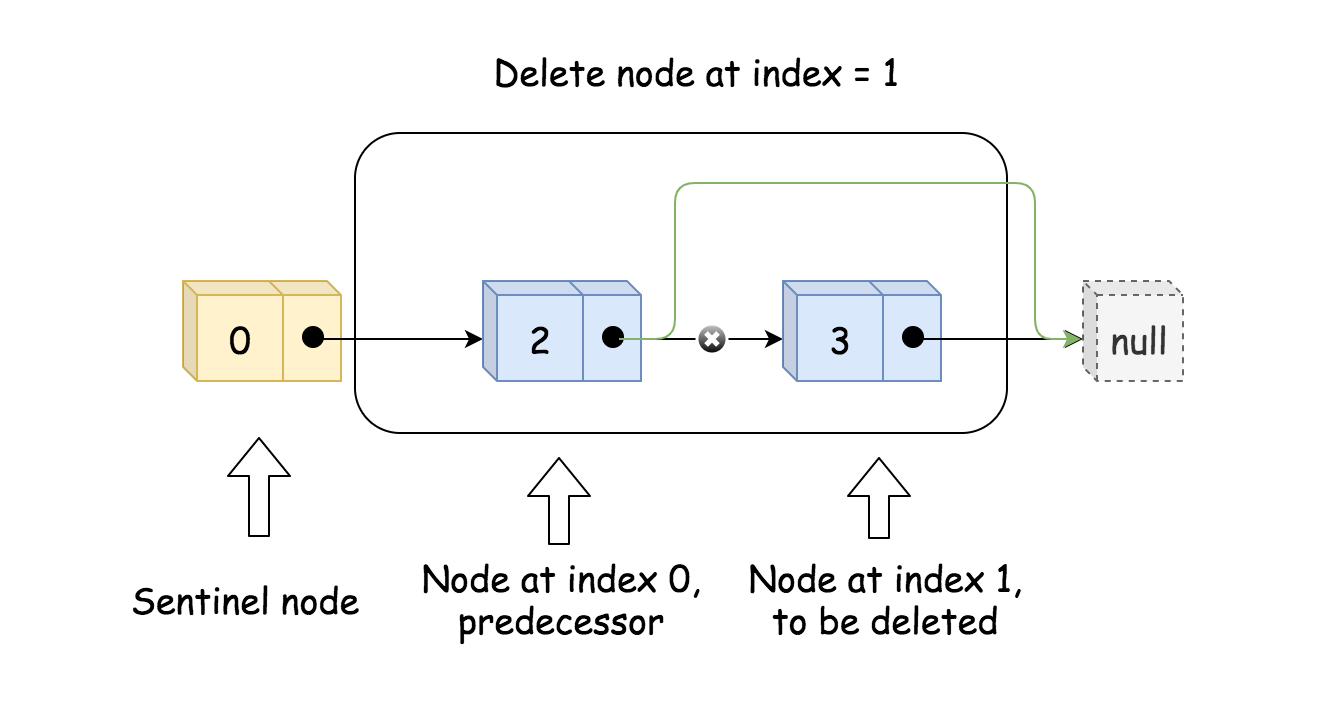 Delete node at index = 1
0
2
3
null
Sentinel node
Node at index 0,
predecessor
Node at index 1,
to be deleted